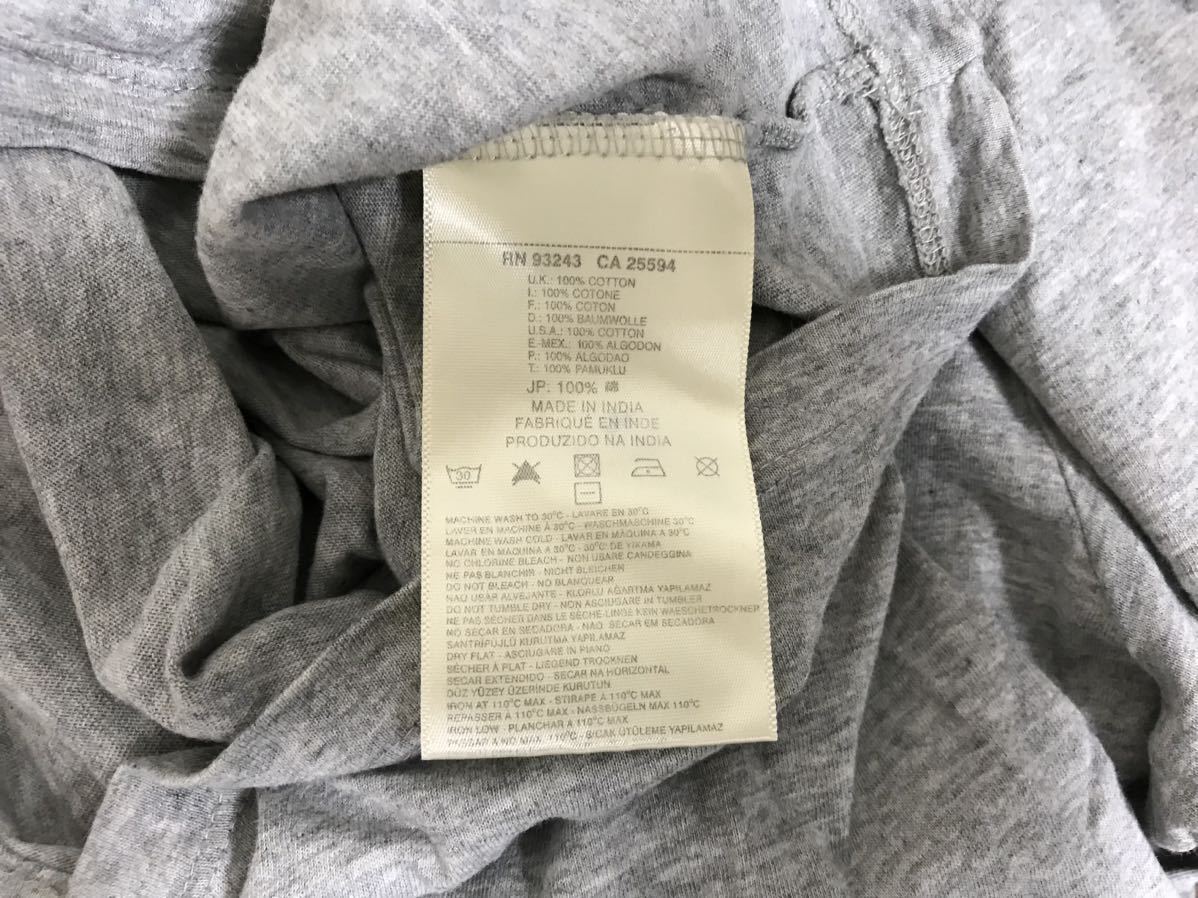 RN 93243 CA 25594
U.K.: 100% COTTON
I.: 100% COTONE
F.: 100% COTON
D.: 100% BAUMWOLLE
U.S.A.: 100% COTTON
E-MEX.: 100% ALGODON
P.: 100% ALGODAO
T.: 100% PAMUKLU
JP: 100% 綿
MADE IN INDIA
FABRIQUÉ EN INDE
PRODUZIDO NA INDIA
30
MACHINE WASH TO 30°C - LAVARE EN 30°C
LAVER EN MACHINE À 30°C - WASCHMASCHINE 30°C
MACHINE WASH COLD - LAVAR EN MAQUINA A 30°C
LAVAR EN MAQUINA A 30°C - 30°C DE YIKAMA
NO CHLORINE BLEACH - NON USARE CANDEGGINA
NE PAS BLANCHIR - NICHT BLEICHEN
DO NOT BLEACH - NO BLANQUEAR
NAO USAR ALVEJANTE - KLORLU AĞARTMA YAPILAMAZ
DO NOT TUMBLE DRY - NON ASCIUGARE IN TUMBLER
NE PAS SÉCHER DANS LE SÈCHE-LINGE KEIN WAESCHETROCKNER
NO SECAR EN SECADORA - NAO SECAR EM SECADORA
SANTRİFÜJLÜ KURUTMA YAPILAMAZ
DRY FLAT - ASCIUGARE IN PIANO
SÉCHER À PLAT - LIEGEND TROCKNEN
SECAR EXTENDIDO - SECAR NA HORIZONTAL
DÜZ YÜZEY ÜZERINDE KURUTUN
IRON AT 110°C MAX - STIRAPE À 110°C MAX
REPASSER À 110°C MAX - NASSBÜGELN MAX 110°C
IRON LOW - PLANCHAR A 110°C MAX
PASSAR A NO MAX. 110°C - SICAK ÜTÜLEME YAPILAMAZ